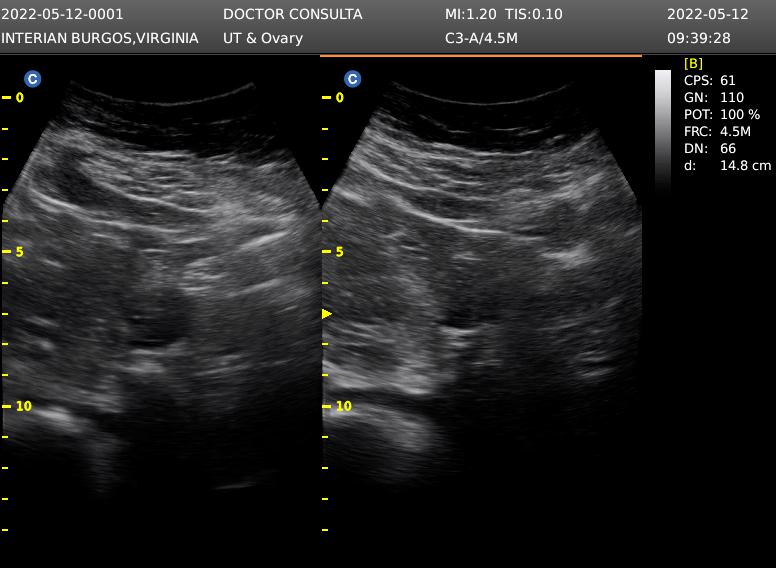 2022-05-12-0001 DOCTOR CONSULTA MI:1.20 TIS:0.10 2022-05-12
INTERIAN BURGOS,VIRGINIA UT & Ovary C3-A/4.5M 09:39:28
[B]
CPS: 61
GN: 110
POT: 100 %
FRC: 4.5M
DN: 66
d: 14.8 cm
C C
0 0
5 5
10 10